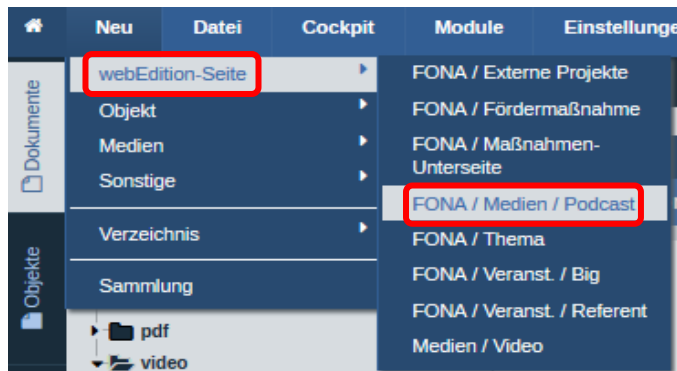 Neu Datei Cockpit Module Einstellunge
Dokumente
Objekte
webEdition-Seite
Objekt
Medien
Sonstige
Verzeichnis
Sammlung
FONA / Externe Projekte
FONA / Fördermaßnahme
FONA / Maßnahmen-
Unterseite
FONA / Medien / Podcast
FONA / Thema
FONA / Veranst. / Big
FONA / Veranst. / Referent
Medien / Video
pdf
video